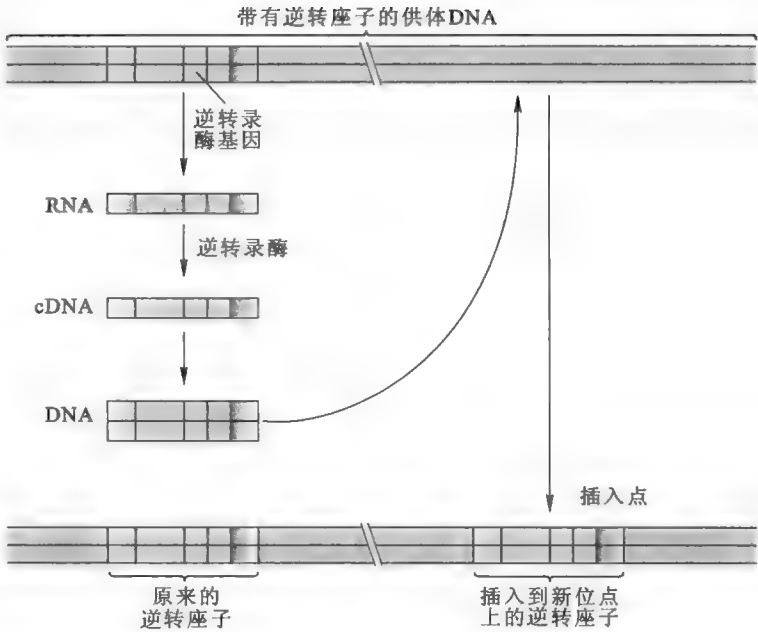 带有逆转座子的供体DNA
逆转录
酶基因
RNA
逆转录酶
cDNA
DNA
插入点
原来的
逆转座子
插入到新位点
上的逆转座子